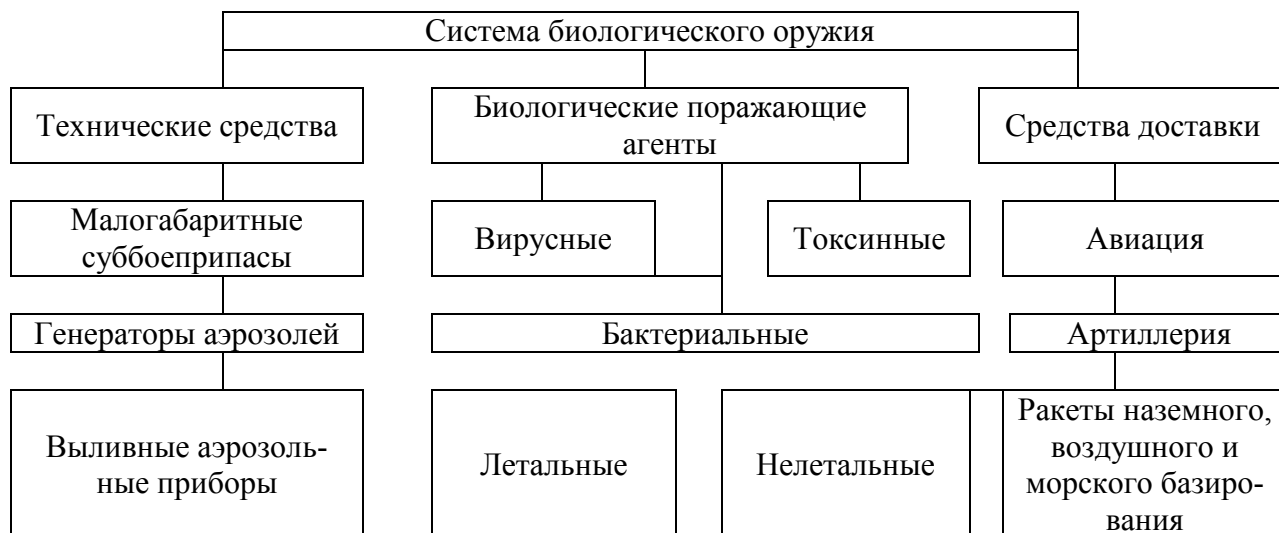 Система биологического оружия
Технические средства
Биологические поражающие
агенты
Средства доставки
Малогабаритные
суббоеприпасы
Вирусные
Токсинные
Авиация
Генераторы аэрозолей
Бактериальные
Артиллерия
Выливные аэрозоль-
ные приборы
Летальные
Нелетальные
Ракеты наземного,
воздушного и
морского базиро-
вания